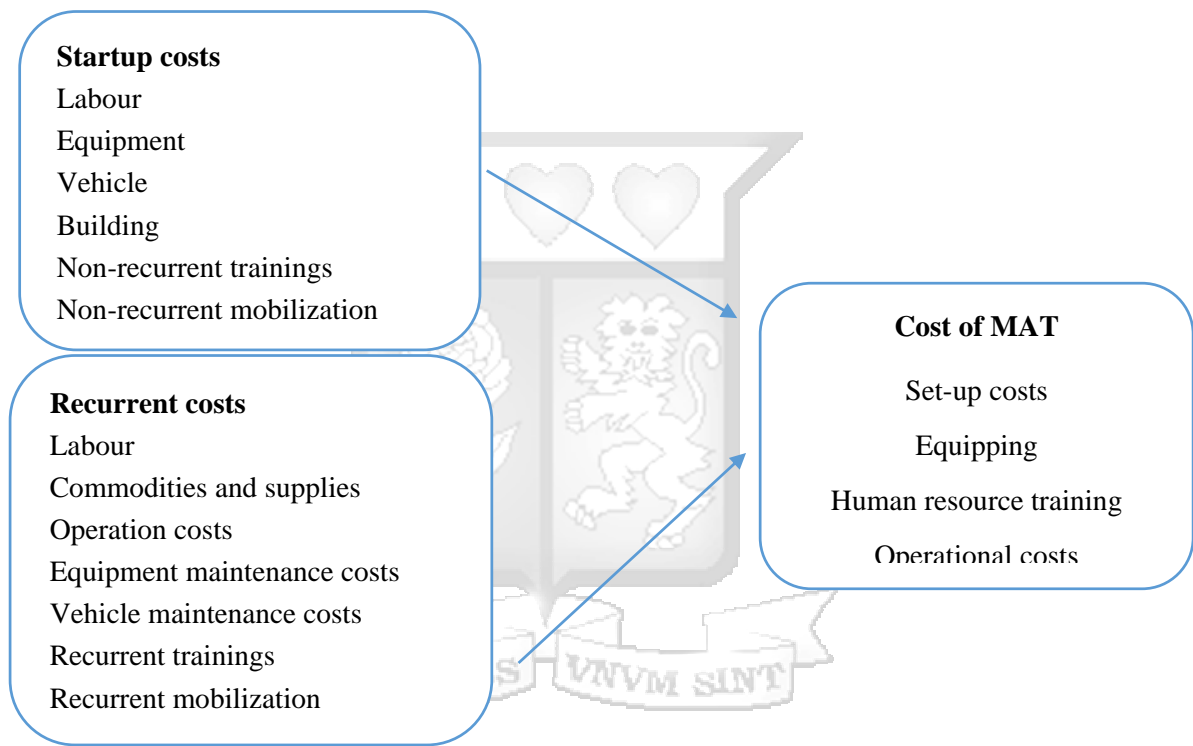 Startup costs
Labour
Equipment
Vehicle
Building
Non-recurrent trainings
Non-recurrent mobilization
Recurrent costs
Labour
Commodities and supplies
Operation costs
Equipment maintenance costs
Vehicle maintenance costs
Recurrent trainings
Recurrent mobilization
Cost of MAT
Set-up costs
Equipping
Human resource training
Operational costs
S VNVM SINT